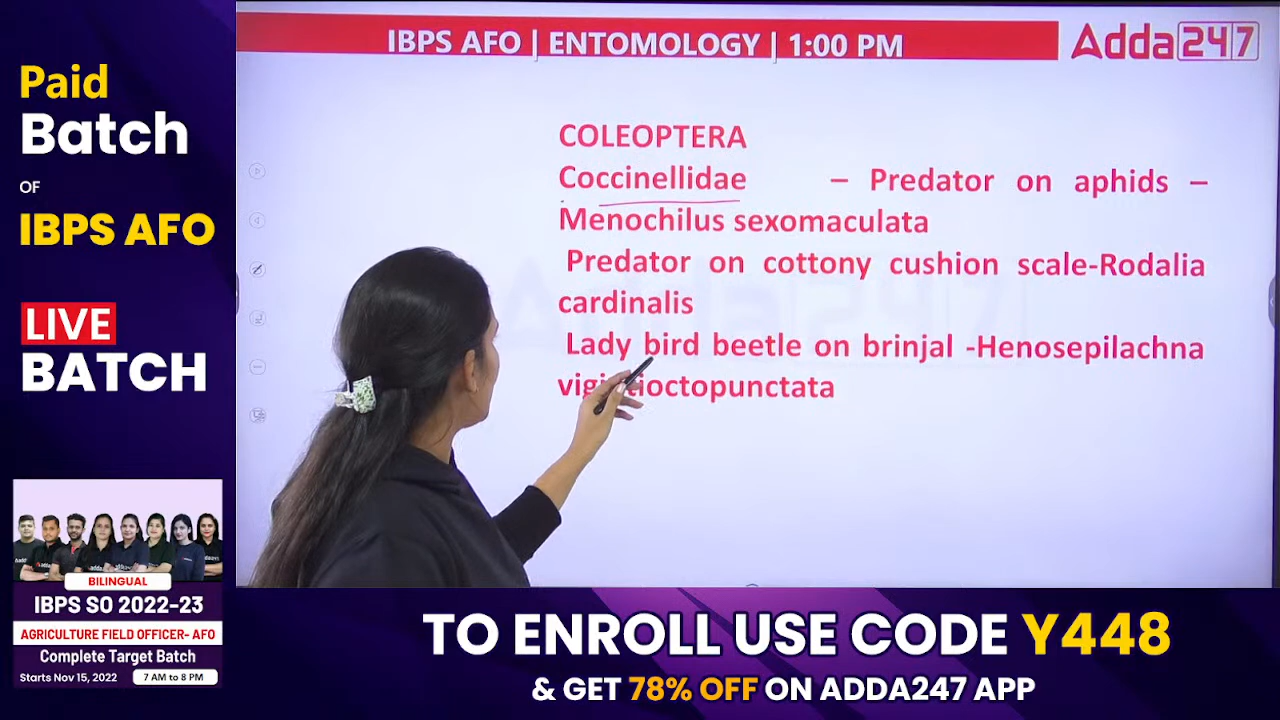 Paid
Batch
OF
IBPS AFO
LIVE
BATCH
BILINGUAL
IBPS SO 2022-23
AGRICULTURE FIELD OFFICER- AFO
Complete Target Batch
Starts Nov 15, 2022 7 AM to 8 PM
IBPS AFO | ENTOMOLOGY | 1:00 PM
Adda247
COLEOPTERA
Coccinellidae – Predator on aphids –
Menochilus sexomaculata
Predator on cottony cushion scale-Rodalia
cardinalis
Lady bird beetle on brinjal -Henosepilachna
vigintioctopunctata
TO ENROLL USE CODE Y448
& GET 78% OFF ON ADDA247 APP